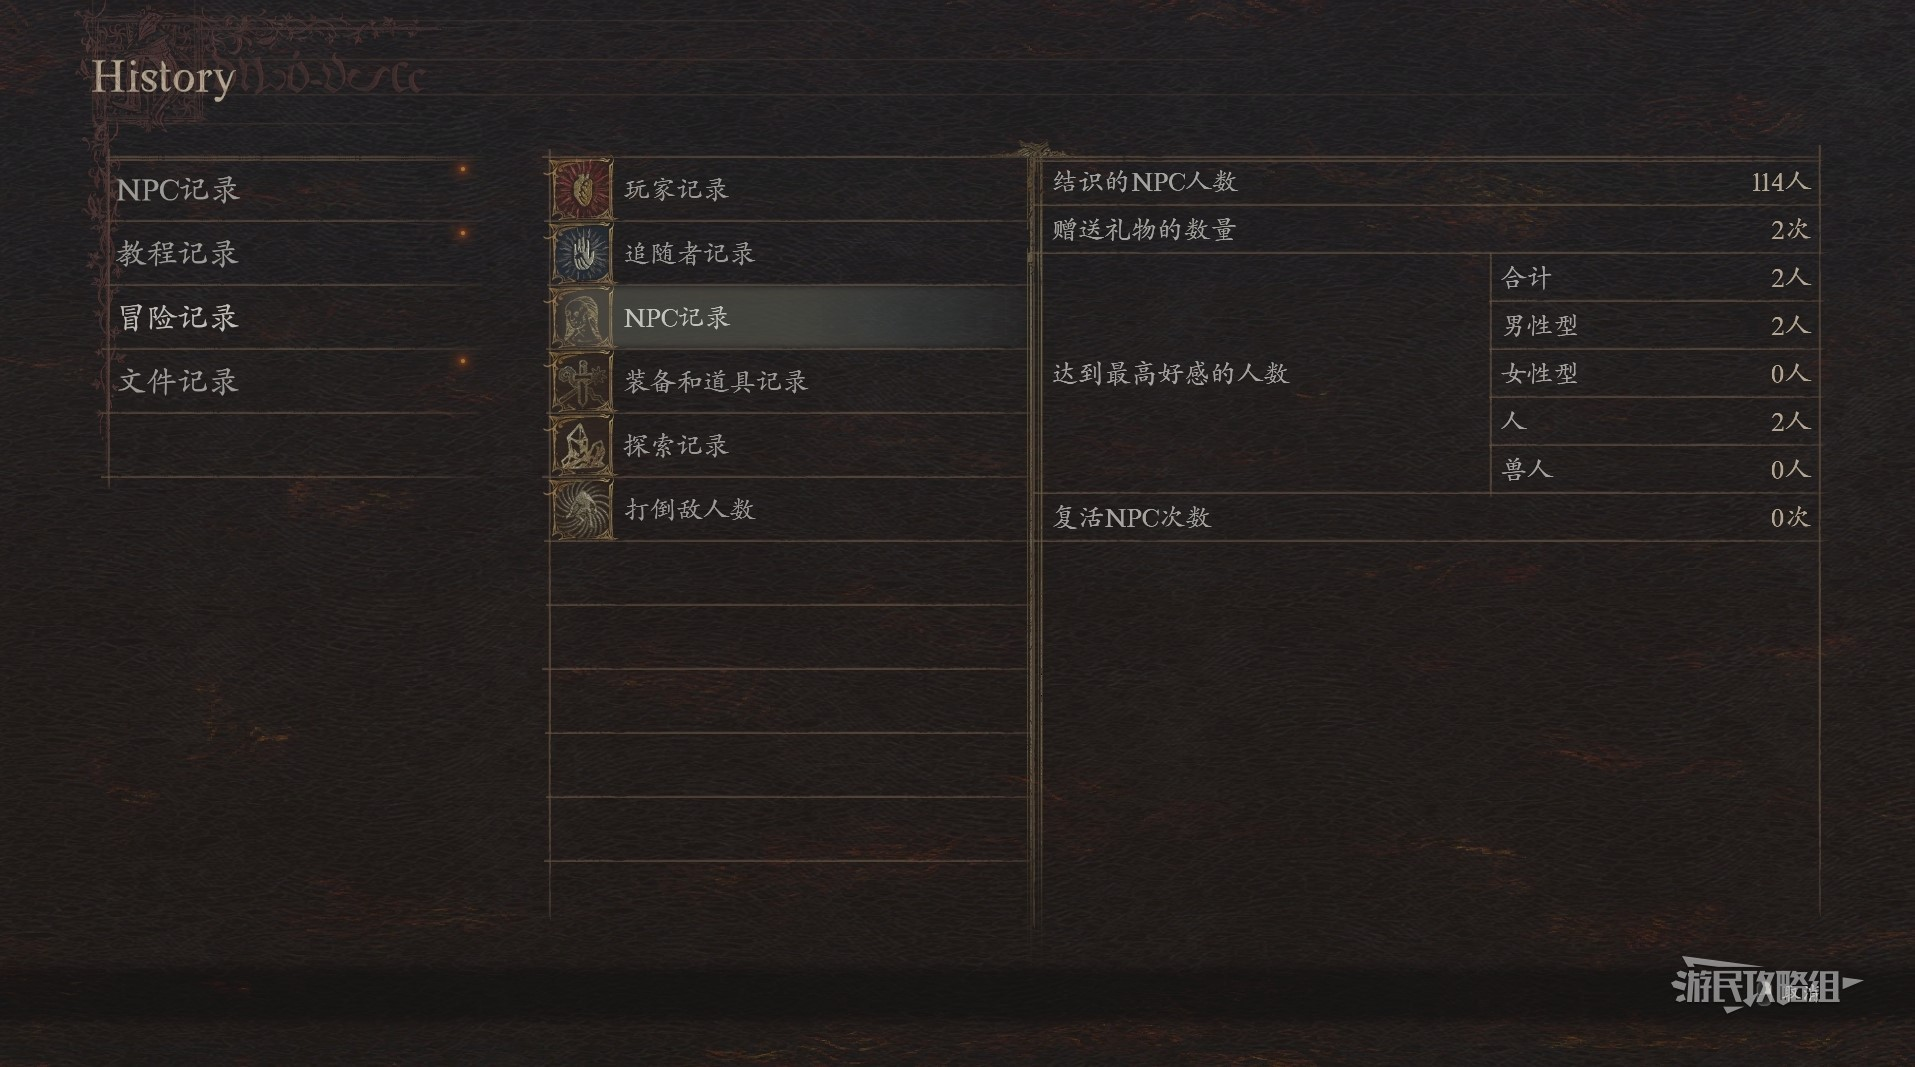 History
NPC记录
教程记录
冒险记录
文件记录
玩家记录
追随者记录
NPC记录
装备和道具记录
探索记录
打倒敌人数
结识的NPC人数 114人
赠送礼物的数量 2次
达到最高好感的人数
合计 2人
男性型 2人
女性型 0人
人 2人
兽人 0人
复活NPC次数 0次
游民攻略组
取消